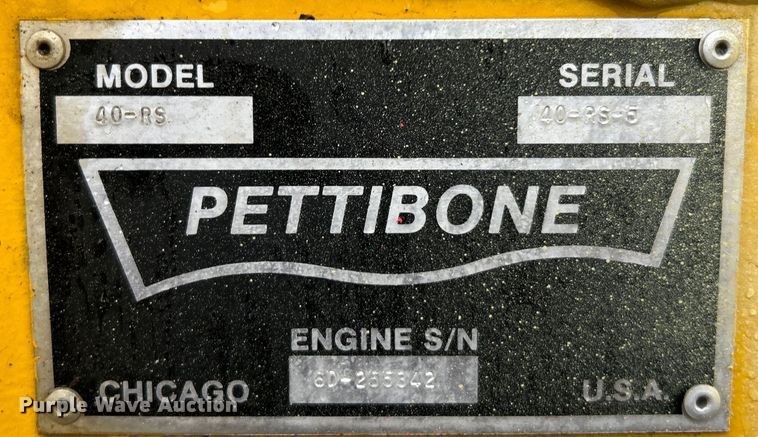 MODEL SERIAL
40-RS 40-RS-5
PETTIBONE
ENGINE S/N
6D-255342
CHICAGO U.S.A.
Purple Wave Auction